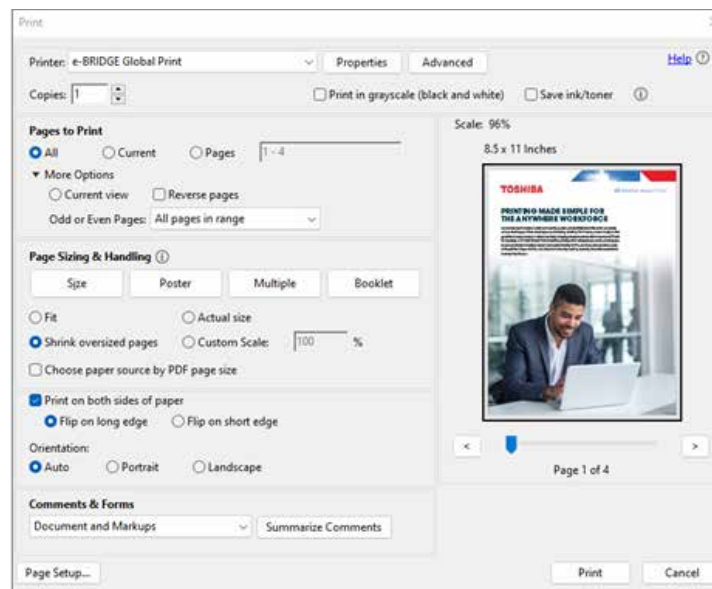 Print
Printer: e-BRIDGE Global Print Properties Advanced Help
Copies: 1 Print in grayscale (black and white) Save ink/toner
Pages to Print
All Current Pages 1 - 4
More Options
Current view Reverse pages
Odd or Even Pages: All pages in range
Page Sizing & Handling
Size Poster Multiple Booklet
Fit Actual size
Shrink oversized pages Custom Scale: 100 %
Choose paper source by PDF page size
Print on both sides of paper
Flip on long edge Flip on short edge
Orientation:
Auto Portrait Landscape
Comments & Forms
Document and Markups Summarize Comments
Page Setup...
Scale: 96%
8.5 x 11 Inches
TOSHIBA
PRINTING MADE SIMPLE FOR
THE ANYWHERE WORKFORCE
< >
Page 1 of 4
Print Cancel